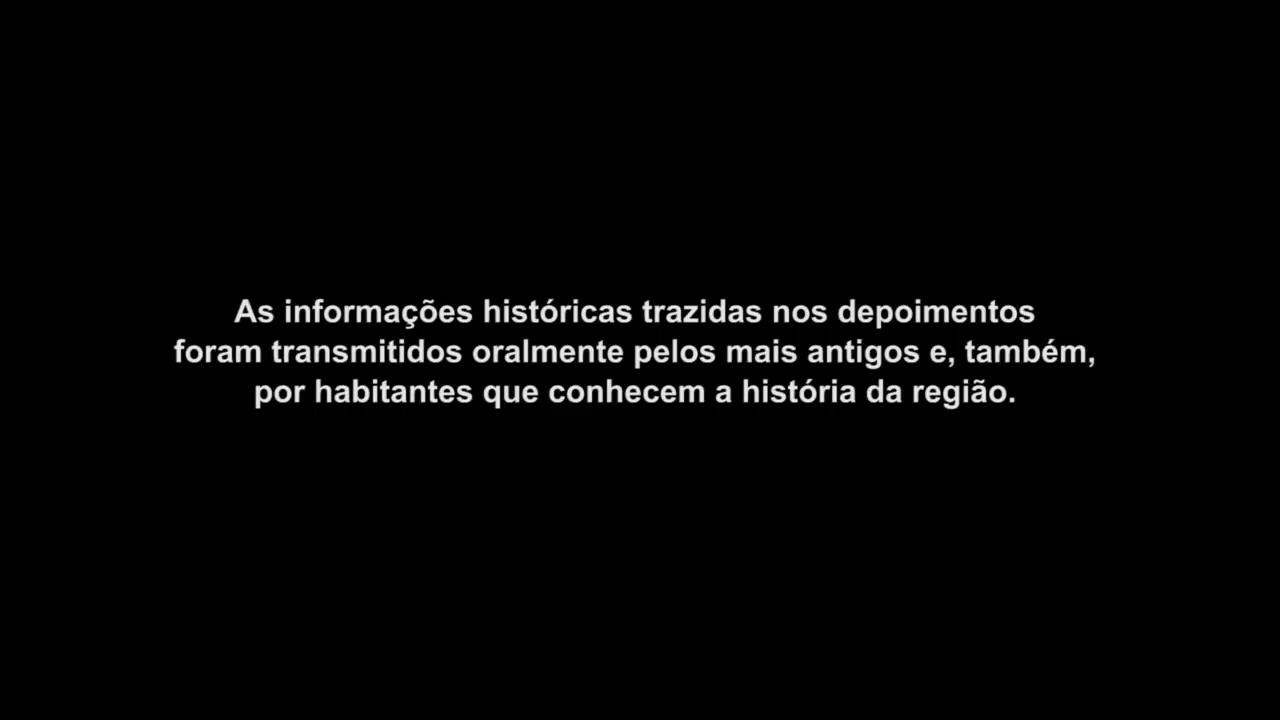 As informações históricas trazidas nos depoimentos
foram transmitidos oralmente pelos mais antigos e, também,
por habitantes que conhecem a história da região.